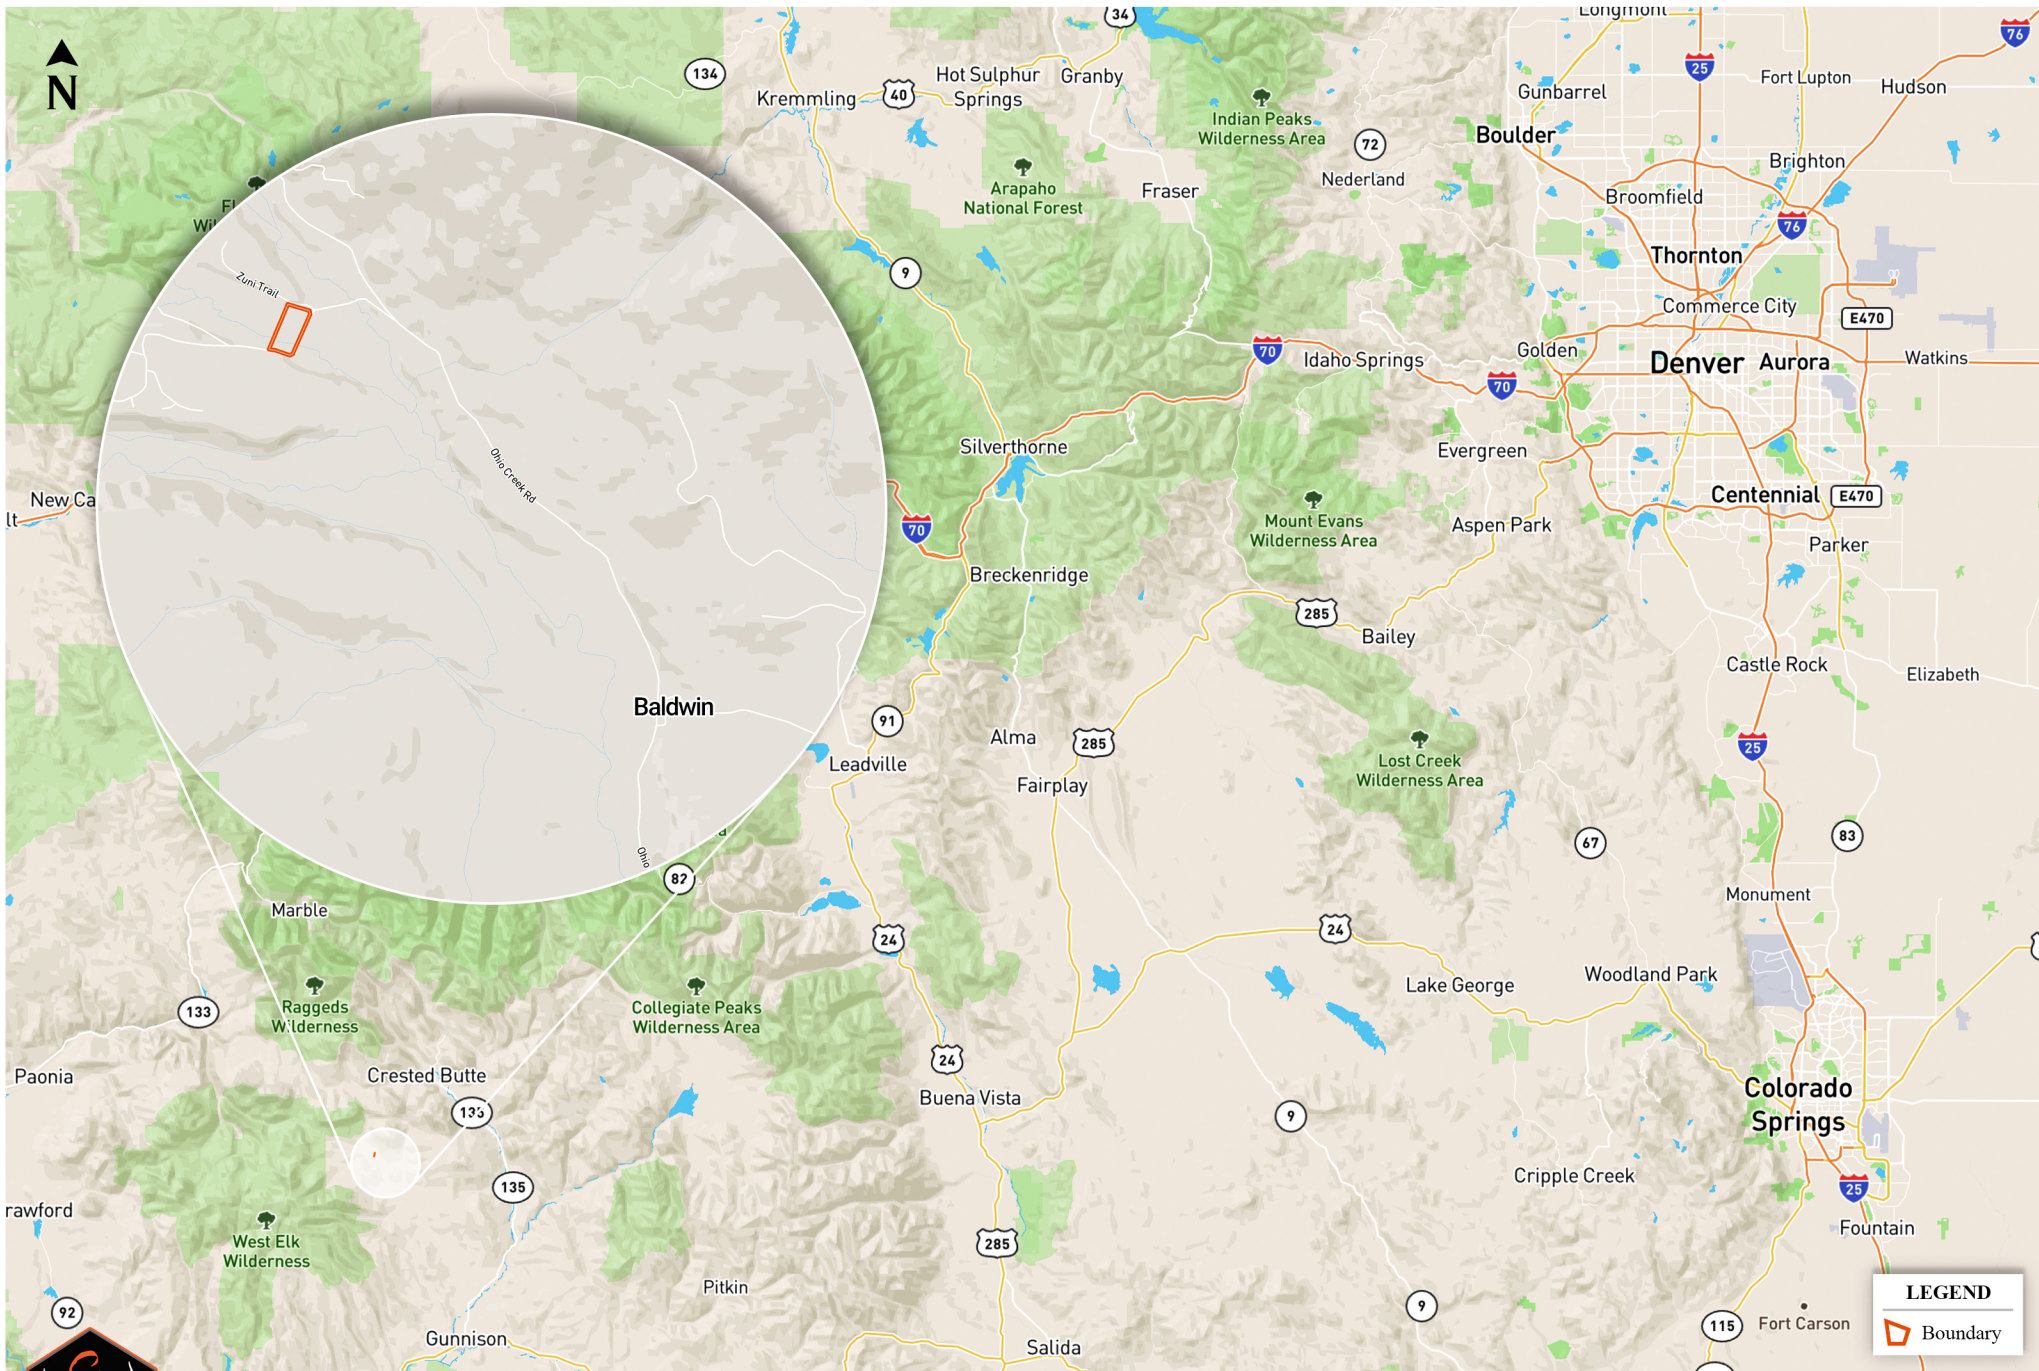 Longmont
34
76
25
134
Hot Sulphur
Springs
Granby
Fort Lupton
Hudson
Kremmling
40
Gunbarrel
N
Indian Peaks
Wilderness Area
72
Boulder
Brighton
Nederland
Arapaho
National Forest
Fraser
Broomfield
Fl
Wil
76
Thornton
9
Zuni Trail
Commerce City
E470
70
Idaho Springs
Golden
Denver
Aurora
Watkins
70
Silverthorne
Evergreen
Ohio Creek Rd
New Ca
lt
Centennial
E470
70
Mount Evans
Wilderness Area
Aspen Park
Parker
Breckenridge
285
Bailey
Castle Rock
Elizabeth
Baldwin
91
Alma
285
Lost Creek
Wilderness Area
25
Leadville
Fairplay
a
67
83
Ohio
82
Monument
Marble
24
24
Raggeds
Wilderness
Collegiate Peaks
Wilderness Area
Lake George
Woodland Park
133
24
Paonia
Crested Butte
Buena Vista
Colorado
Springs
135
9
135
Cripple Creek
25
rawford
West Elk
Wilderness
285
Fountain
Pitkin
92
9
115
Fort Carson
Gunnison
Salida
LEGEND
Boundary